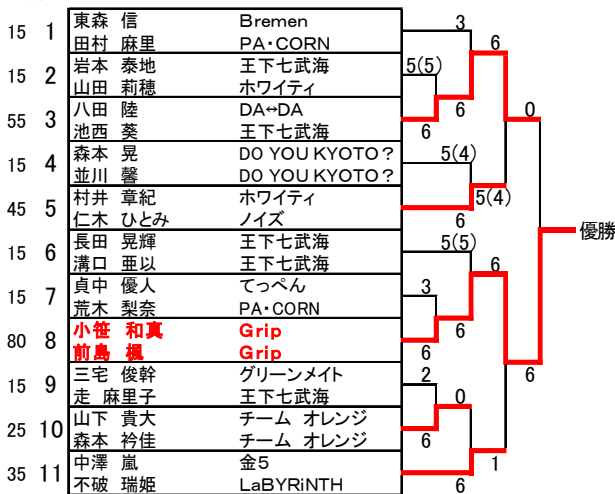 東森 信 Bremen
15 1
田村 麻里 PA・CORN
岩本 泰地 王下七武海
15 2
山田 莉穂 ホワイティ
八田 陸 DA↔DA
55 3
池西 葵 王下七武海
森本 晃 DO YOU KYOTO?
15 4
並川 馨 DO YOU KYOTO?
村井 章紀 ホワイティ
45 5
仁木 ひとみ ノイズ
長田 晃輝 王下七武海
15 6
溝口 亜以 王下七武海
貞中 優人 てっぺん
15 7
荒木 梨奈 PA・CORN
小笹 和真 Grip
80 8
前島 楓 Grip
三宅 俊幹 グリーンメイト
15 9
走 麻里子 王下七武海
山下 貴大 チーム オレンジ
25 10
森本 衿佳 チーム オレンジ
中澤 嵐 金5
35 11
不破 瑞姫 LaBYRiNTH
3
6
5(5)
6
6
0
5(4)
5(4)
6
優勝
5(5)
6
3
6
6
6
2
0
6
1
6